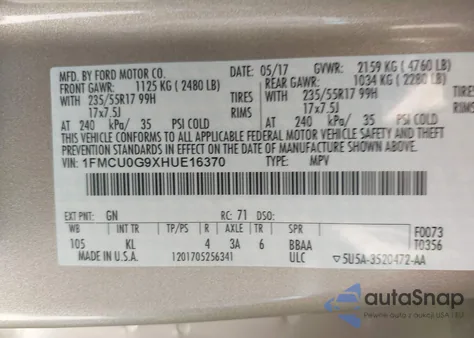 MFD. BY FORD MOTOR CO. DATE: 05/17 GVWR: 2159 KG (4760 LB)
FRONT GAWR: 1125 KG (2480 LB) REAR GAWR: 1034 KG (2280 LB)
WITH 235/55R17 99H TIRES WITH 235/55R17 99H TIRES
17x7.5J RIMS 17x7.5J RIMS
AT 240 kPa/ 35 PSI COLD AT 240 kPa/ 35 PSI COLD
THIS VEHICLE CONFORMS TO ALL APPLICABLE FEDERAL MOTOR VEHICLE SAFETY AND THEFT
PREVENTION STANDARDS IN EFFECT ON THE DATE OF MANUFACTURE SHOWN ABOVE.
VIN: 1FMCU0G9XHUE16370 TYPE: MPV
EXT PNT: GN RC: 71 DSO: F0073
WB INT TR TP/PS R AXLE TR SPR T0356
105 KL 4 3A 6 BBAA
MADE IN U.S.A. 1201705256341 ULC ▽5U5A-3520472-AA
autoSnap